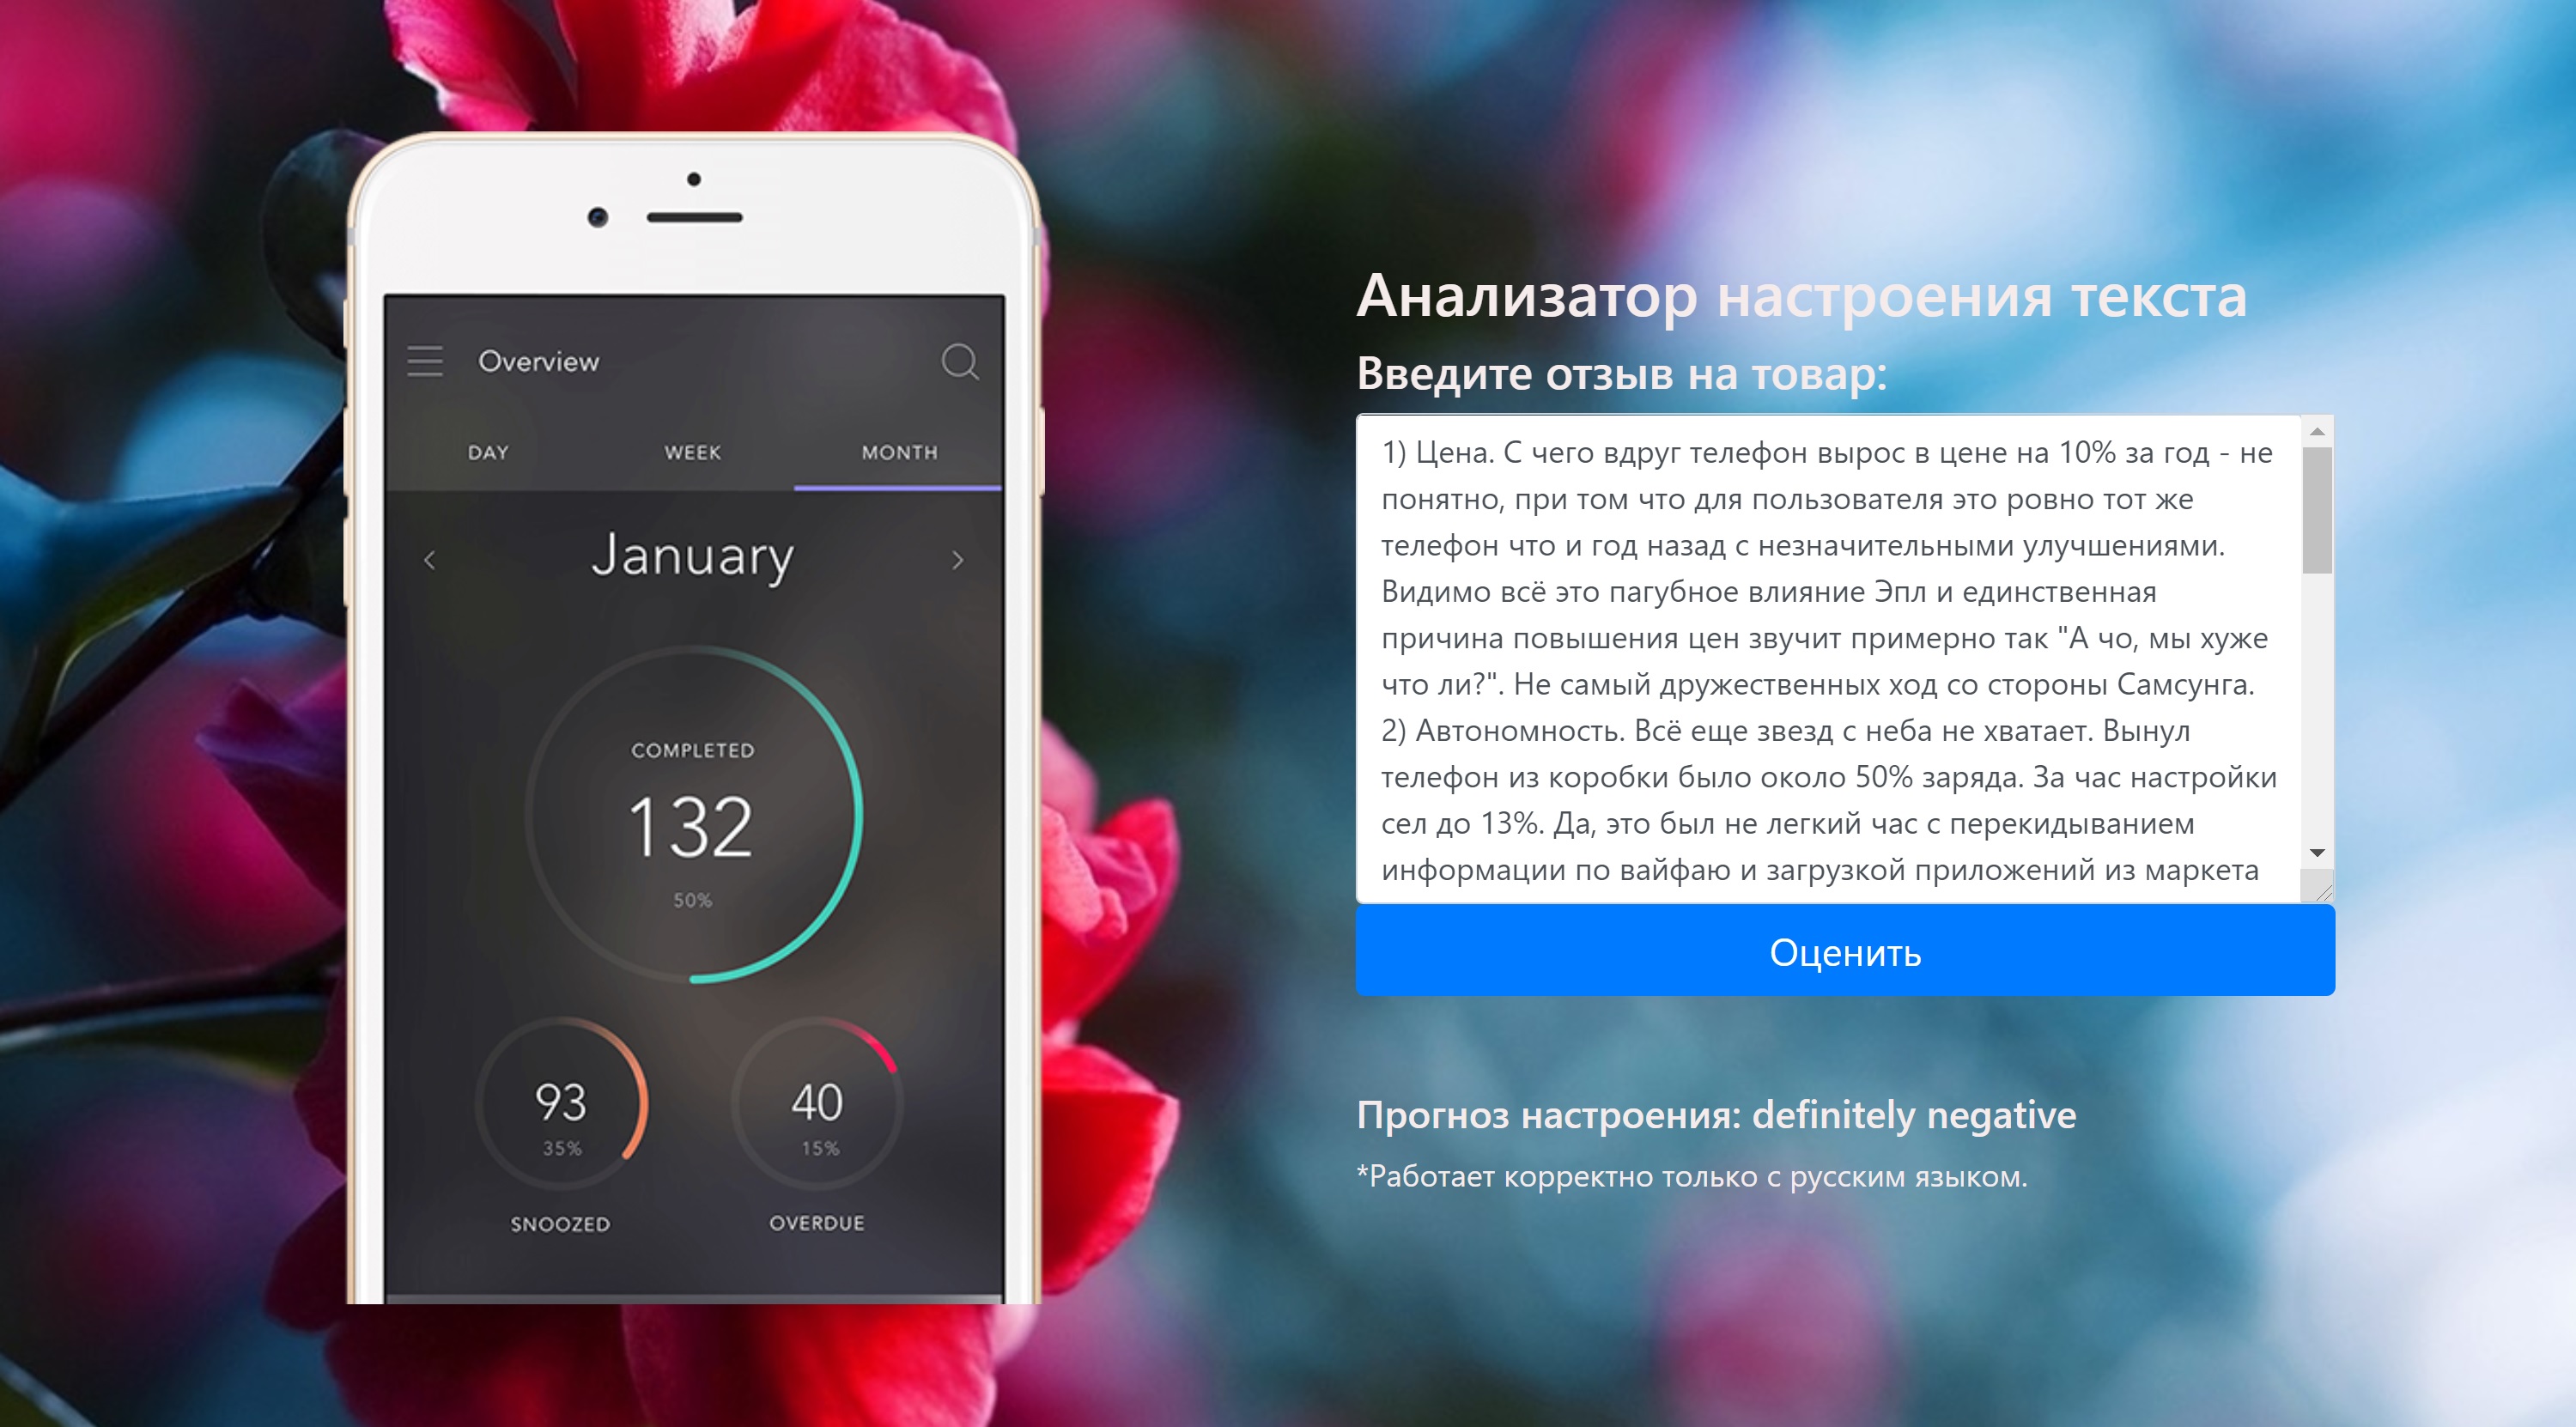 Overview
DAY WEEK MONTH
January
COMPLETED
132
50%
93
35%
SNOOZED
40
15%
OVERDUE
Анализатор настроения текста
Введите отзыв на товар:
1) Цена. С чего вдруг телефон вырос в цене на 10% за год - не
понятно, при том что для пользователя это ровно тот же
телефон что и год назад с незначительными улучшениями.
Видимо всё это пагубное влияние Эпл и единственная
причина повышения цен звучит примерно так "А чо, мы хуже
что ли?". Не самый дружественных ход со стороны Самсунга.
2) Автономность. Всё еще звезд с неба не хватает. Вынул
телефон из коробки было около 50% заряда. За час настройки
сел до 13%. Да, это был не легкий час с перекидыванием
информации по вайфаю и загрузкой приложений из маркета
Оценить
Прогноз настроения: definitely negative
*Работает корректно только с русским языком.